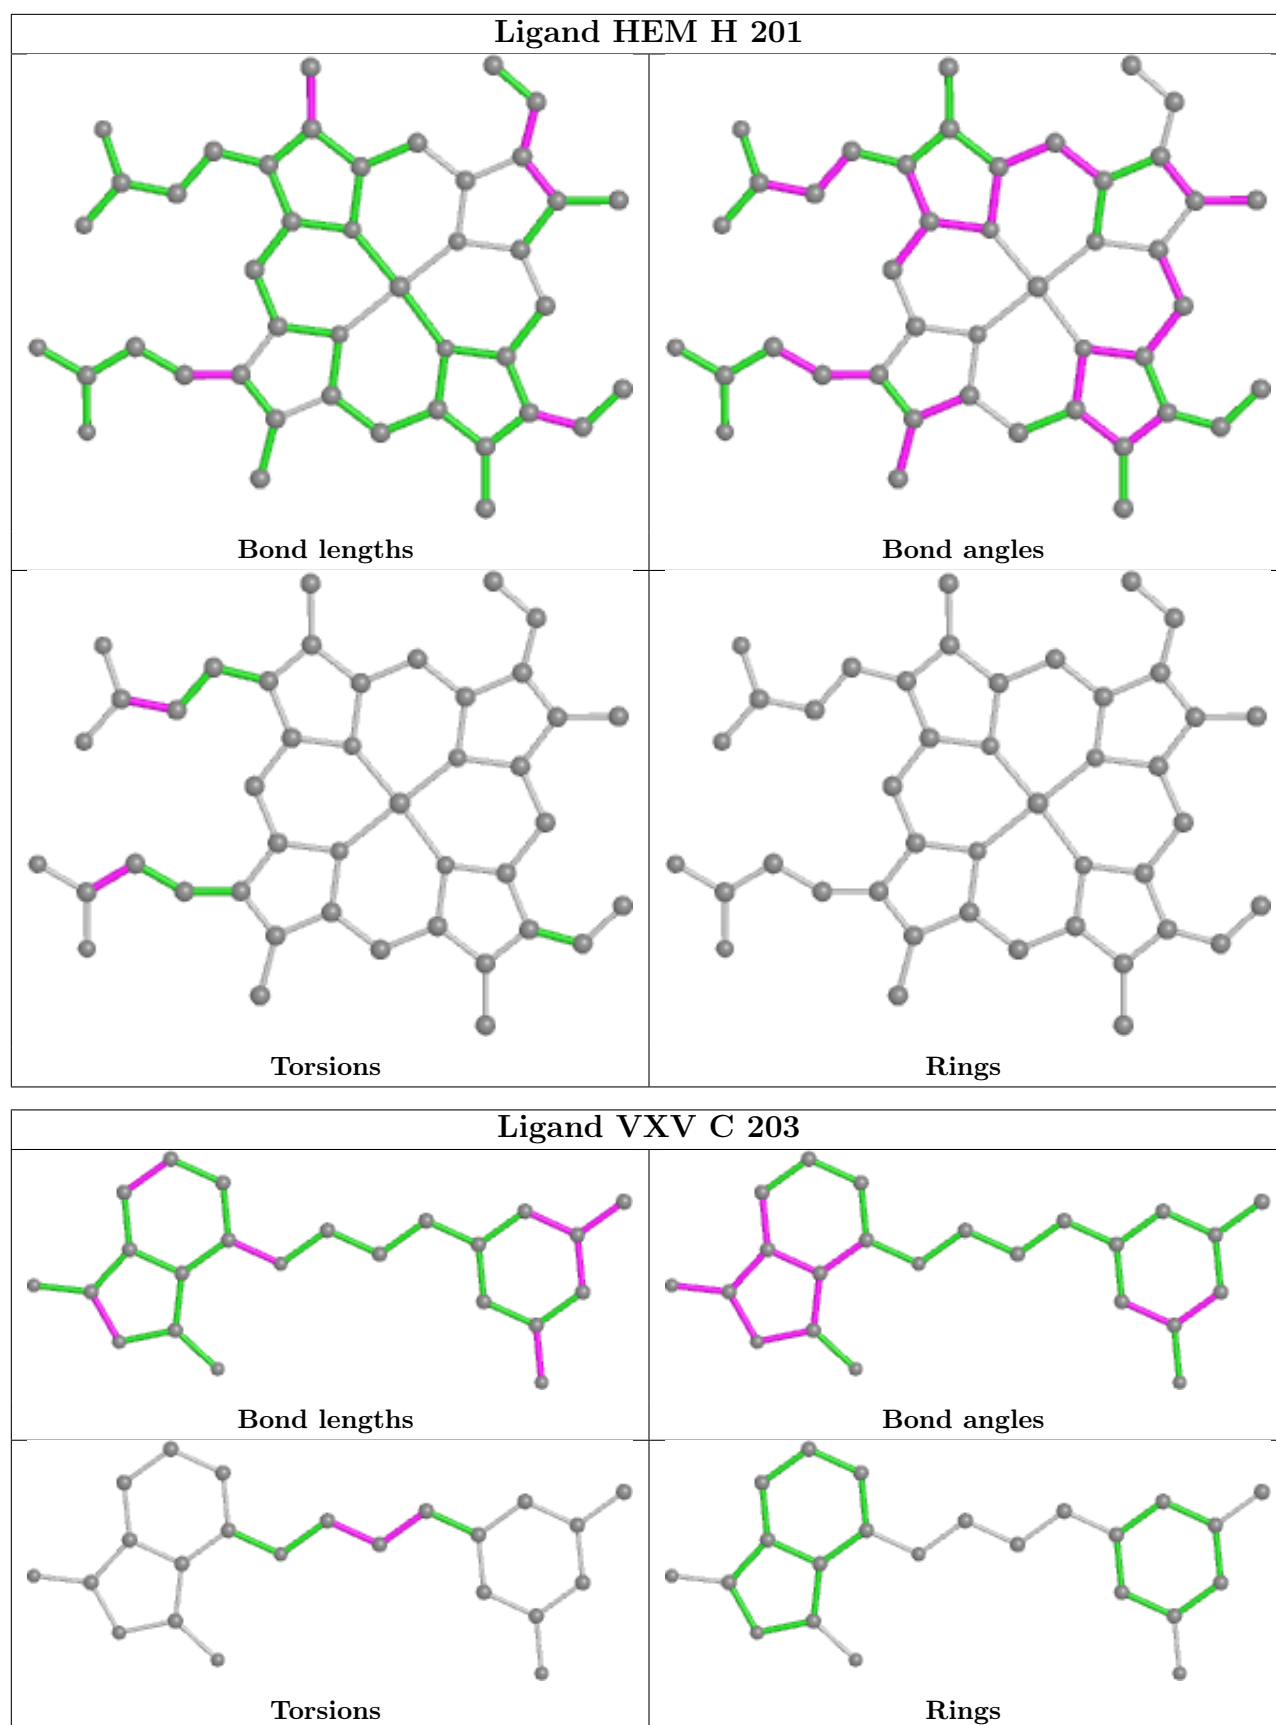 Ligand HEM H 201
Bond lengths
Bond angles
Torsions
Rings
Ligand VXV C 203
Bond lengths
Bond angles
Torsions
Rings